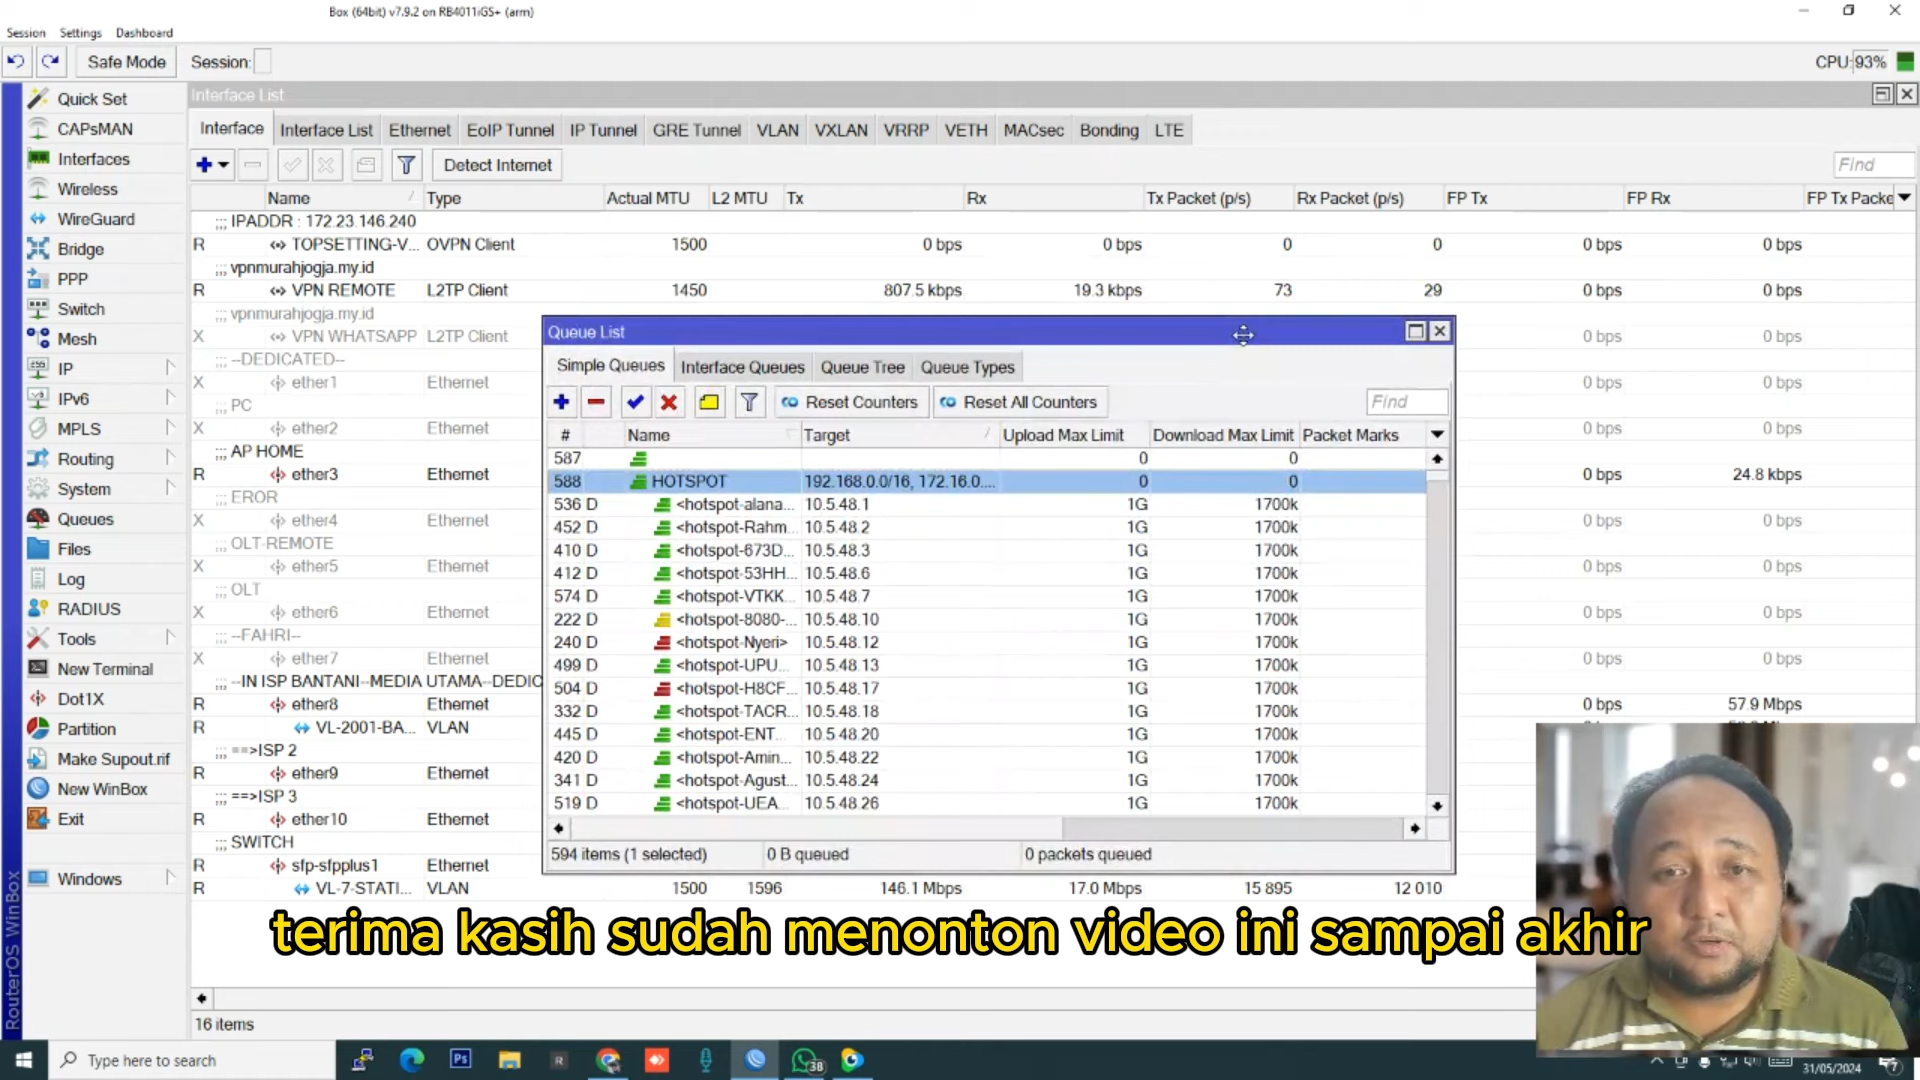 Box (64bit) v7.9.2 on RB4011iGS+ (arm)
Session Settings Dashboard
Safe Mode Session: CPU: 93%
Quick Set
CAPsMAN
Interfaces
Wireless
WireGuard
Bridge
PPP
Switch
Mesh
IP
IPv6
MPLS
Routing
System
Queues
Files
Log
RADIUS
Tools
New Terminal
Dot1X
Partition
Make Supout.rif
New WinBox
Exit
Windows
RouterOS WinBox
Interface List
Interface Interface List Ethernet EoIP Tunnel IP Tunnel GRE Tunnel VLAN VXLAN VRRP VETH MACsec Bonding LTE
Detect Internet Find
Name Type Actual MTU L2 MTU Tx Rx Tx Packet (p/s) Rx Packet (p/s) FP Tx FP Rx FP Tx Packe
;;; IPADDR : 172.23.146.240
R TOPSETTING-V... OVPN Client 1500 0 bps 0 bps 0 0 0 bps 0 bps
;;; vpnmurahjogja.my.id
R VPN REMOTE L2TP Client 1450 807.5 kbps 19.3 kbps 73 29 0 bps 0 bps
;;; vpnmurahjogja.my.id
X VPN WHATSAPP L2TP Client 0 bps 0 bps
;;; --DEDICATED--
X ether1 Ethernet 0 bps 0 bps
;;; PC
X ether2 Ethernet 0 bps 0 bps
;;; AP HOME
R ether3 Ethernet 0 bps 24.8 kbps
;;; EROR
X ether4 Ethernet 0 bps 0 bps
;;; OLT-REMOTE
X ether5 Ethernet 0 bps 0 bps
;;; OLT
X ether6 Ethernet 0 bps 0 bps
;;; --FAHRI--
X ether7 Ethernet 0 bps 0 bps
;;; --IN ISP BANTANI--MEDIA UTAMA--DEDIC
R ether8 Ethernet 0 bps 57.9 Mbps
R VL-2001-BA... VLAN
;;; ==>ISP 2
R ether9 Ethernet
;;; ==>ISP 3
R ether10 Ethernet
;;; SWITCH
R sfp-sfpplus1 Ethernet
R VL-7-STATI... VLAN 1500 1596 146.1 Mbps 17.0 Mbps 15 895 12 010
16 items
Queue List
Simple Queues Interface Queues Queue Tree Queue Types
Reset Counters Reset All Counters Find
# Name Target Upload Max Limit Download Max Limit Packet Marks
587 0 0
588 HOTSPOT 192.168.0.0/16, 172.16.0.... 0 0
536 D <hotspot-alana... 10.5.48.1 1G 1700k
452 D <hotspot-Rahm... 10.5.48.2 1G 1700k
410 D <hotspot-673D... 10.5.48.3 1G 1700k
412 D <hotspot-53HH... 10.5.48.6 1G 1700k
574 D <hotspot-VTKK... 10.5.48.7 1G 1700k
222 D <hotspot-8080-... 10.5.48.10 1G 1700k
240 D <hotspot-Nyeri> 10.5.48.12 1G 1700k
499 D <hotspot-UPU... 10.5.48.13 1G 1700k
504 D <hotspot-H8CF... 10.5.48.17 1G 1700k
332 D <hotspot-TACR... 10.5.48.18 1G 1700k
445 D <hotspot-ENT... 10.5.48.20 1G 1700k
420 D <hotspot-Amin... 10.5.48.22 1G 1700k
341 D <hotspot-Agust... 10.5.48.24 1G 1700k
519 D <hotspot-UEA... 10.5.48.26 1G 1700k
594 items (1 selected) 0 B queued 0 packets queued
terima kasih sudah menonton video ini sampai akhir
Type here to search Ps R 38 31/05/2024 7